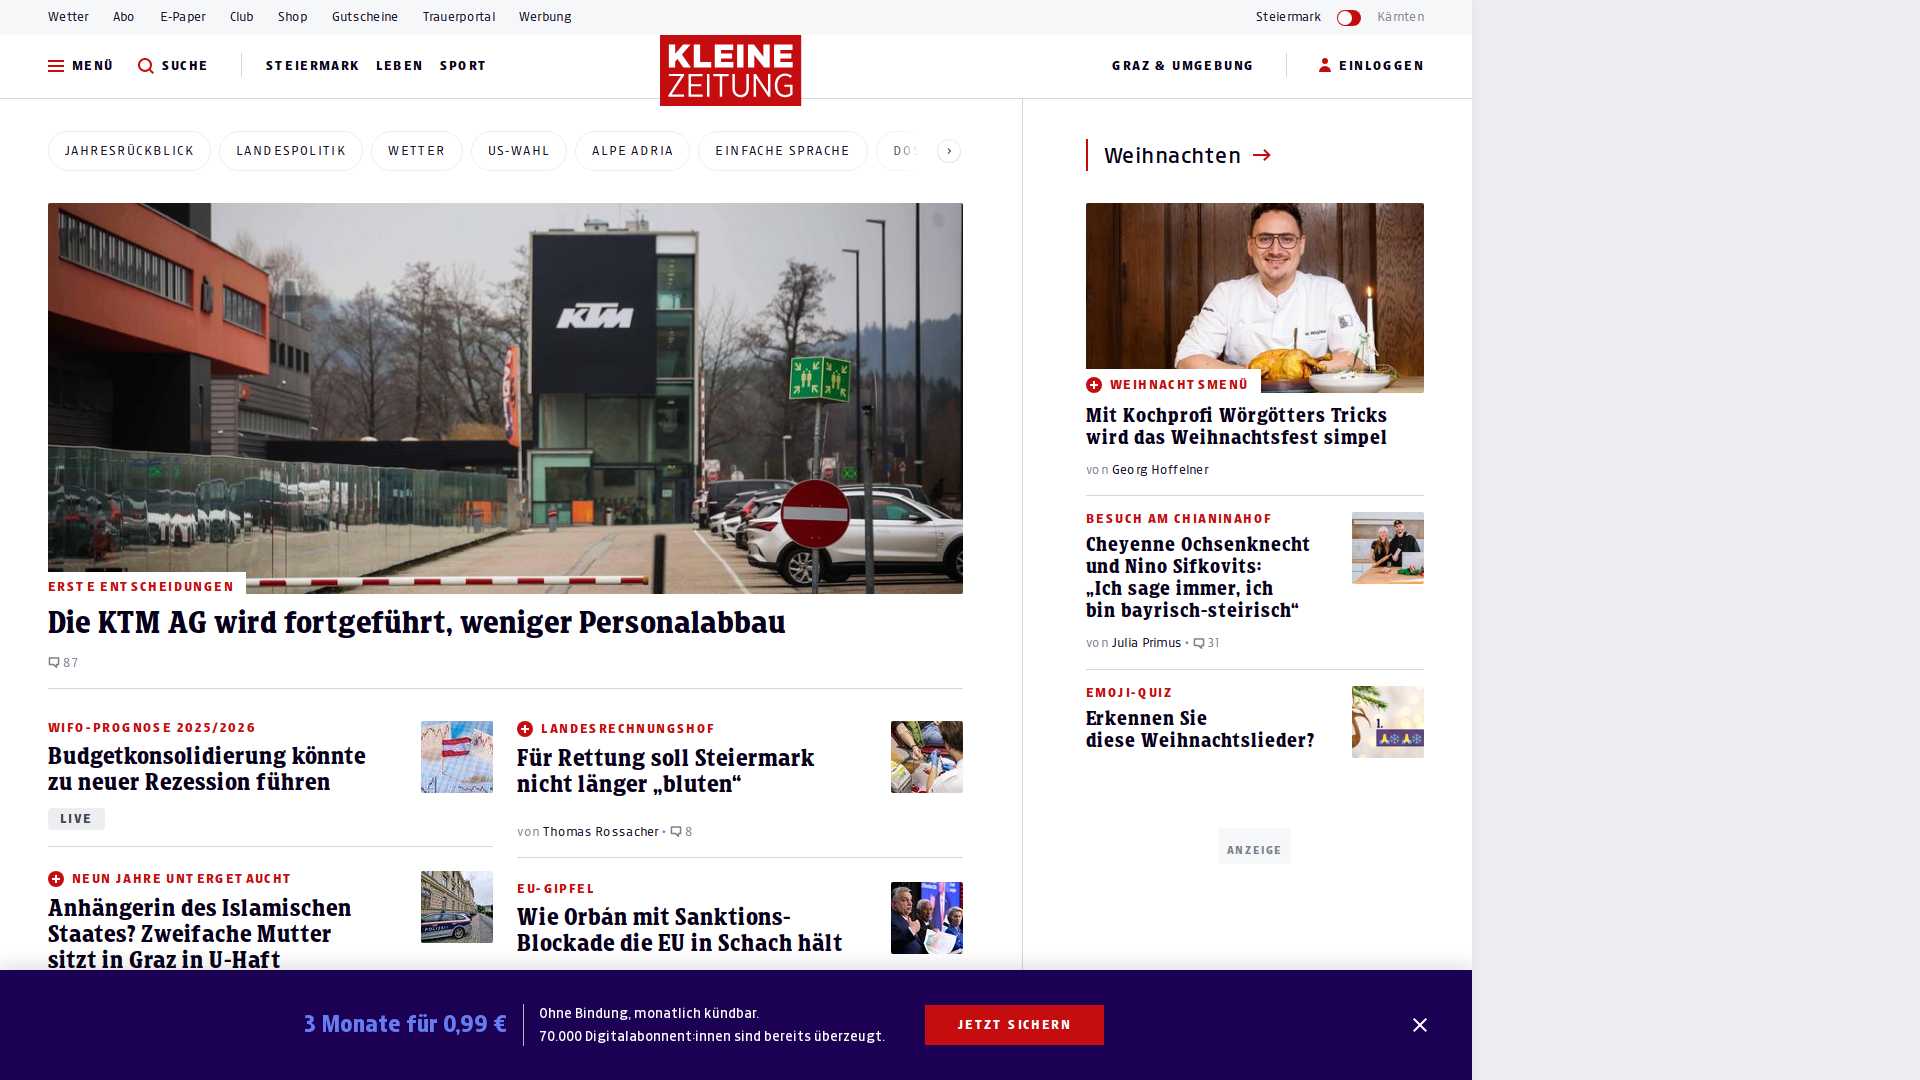 Wetter
Abo
E-Paper
Club
Shop
Gutscheine
Trauerportal
Werbung
Steiermark
Kärnten
MENÜ
SUCHE
STEIERMARK
LEBEN
SPORT
KLEINE
ZEITUNG
GRAZ & UMGEBUNG
EINLOGGEN
JAHRESRÜCKBLICK
LANDESPOLITIK
WETTER
US-WAHL
ALPE ADRIA
EINFACHE SPRACHE
KTM
ERSTE ENTSCHEIDUNGEN
Die KTM AG wird fortgeführt, weniger Personalabbau
87
WIFO-PROGNOSE 2025/2026
Budgetkonsolidierung könnte
zu neuer Rezession führen
LIVE
NEUN JAHRE UNTERGETAUCHT
Anhängerin des Islamischen
Staates? Zweifache Mutter
sitzt in Graz in U-Haft
POLIZEI
LANDESRECHNUNGSHOF
Für Rettung soll Steiermark
nicht länger „bluten“
von Thomas Rossacher • 8
EU-GIPFEL
Wie Orbán mit Sanktions-
Blockade die EU in Schach hält
Weihnachten
WEIHNACHTSMENÜ
Mit Kochprofi Wörgötters Tricks
wird das Weihnachtsfest simpel
von Georg Hoffelner
BESUCH AM CHIANINAHOF
Cheyenne Ochsenknecht
und Nino Sifkovits:
„Ich sage immer, ich
bin bayrisch-steirisch“
von Julia Primus • 31
EMOJI-QUIZ
Erkennen Sie
diese Weihnachtslieder?
1.
ANZEIGE
3 Monate für 0,99 €
Ohne Bindung, monatlich kündbar.
70.000 Digitalabonnent:innen sind bereits überzeugt.
JETZT SICHERN